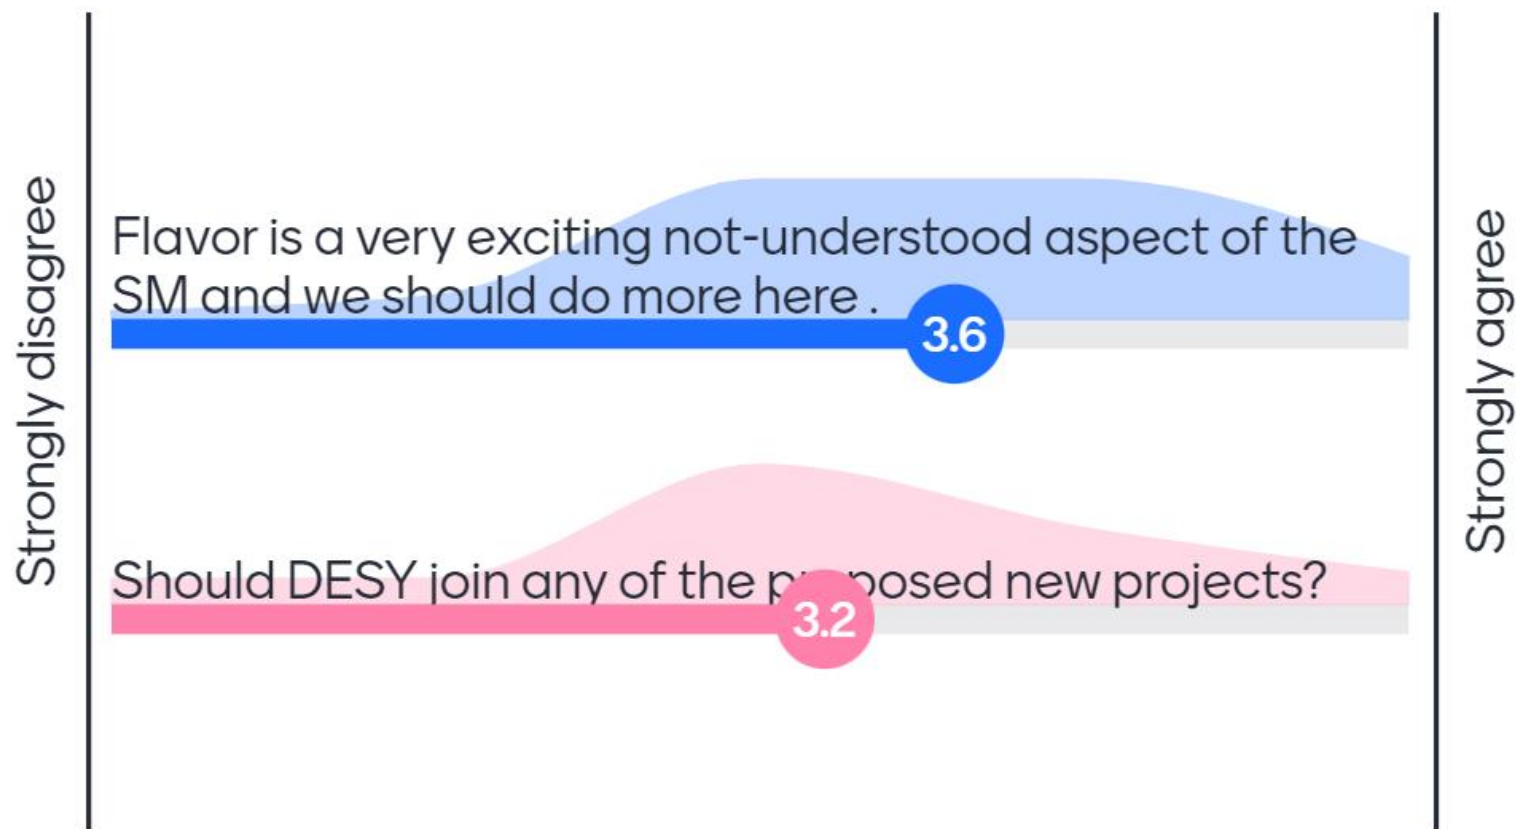 Strongly disagree
Flavor is a very exciting not-understood aspect of the
SM and we should do more here .
3.6
Should DESY join any of the proposed new projects?
3.2
Strongly agree